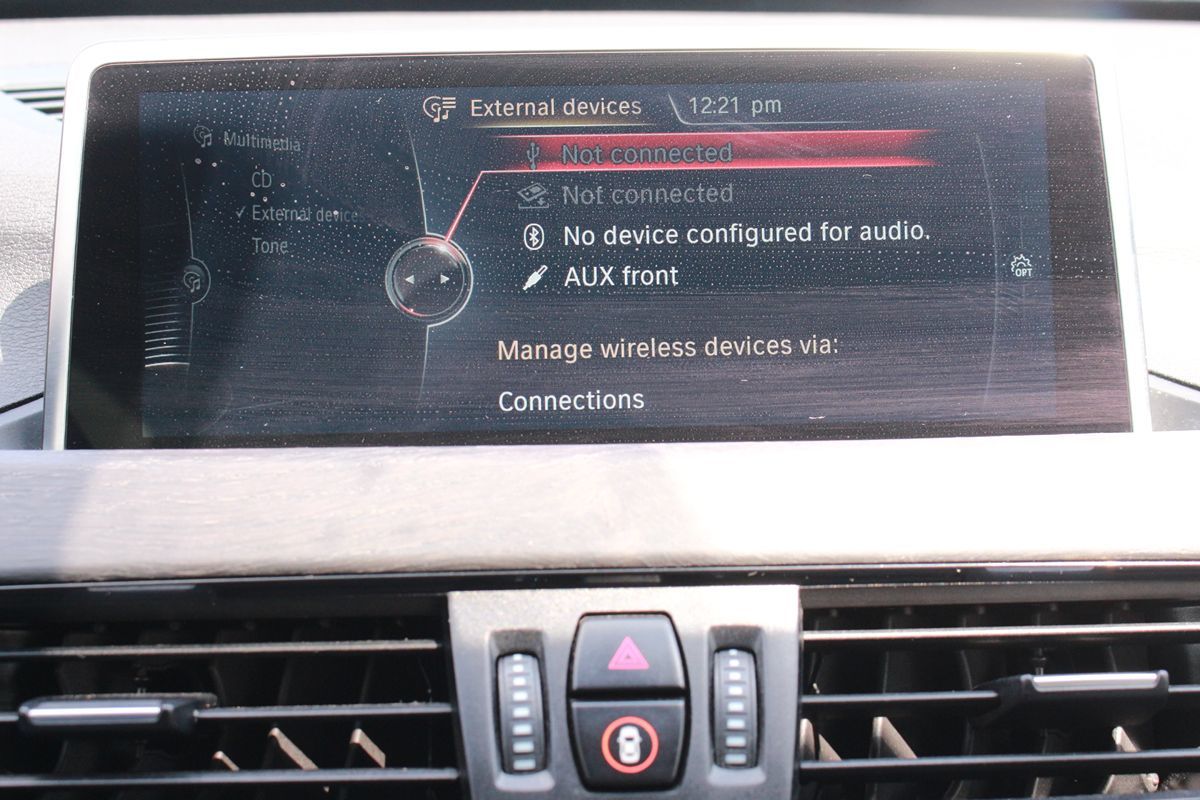 External devices 12:21 pm
Multimedia
CD
External device
Tone
Not connected
Not connected
No device configured for audio.
AUX front
OPT
Manage wireless devices via:
Connections